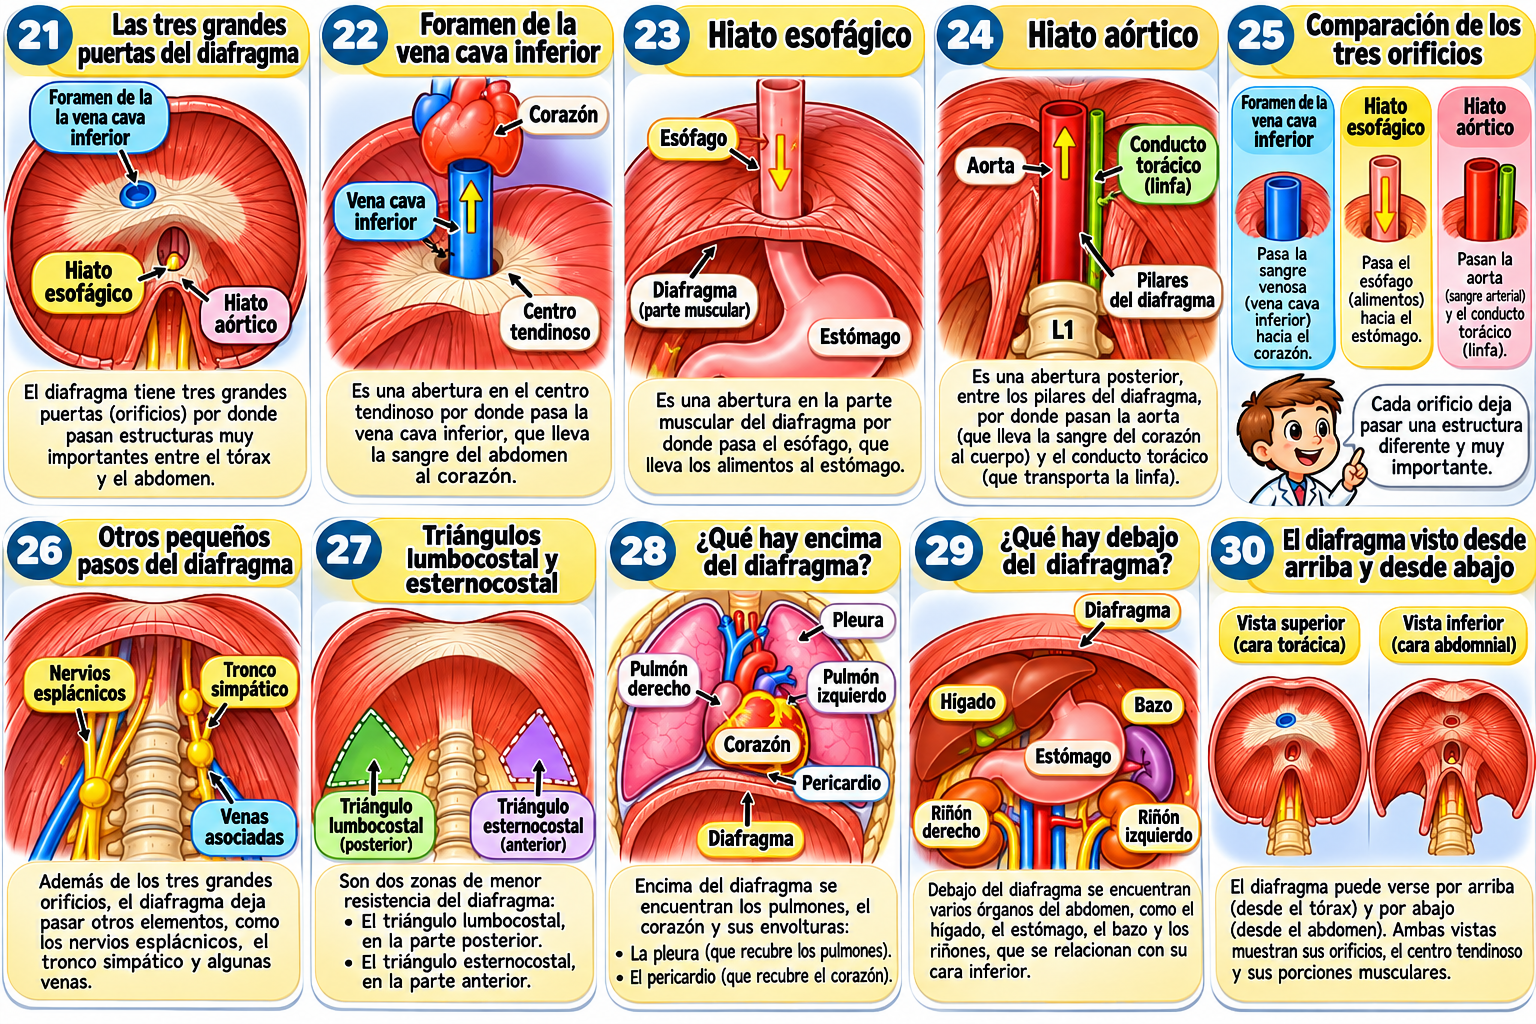 21
Las tres grandes
puertas del diafragma
Foramen de la
la vena cava
inferior
Hiato
esofágico
Hiato
aórtico
El diafragma tiene tres grandes
puertas (orificios) por donde
pasan estructuras muy
importantes entre el tórax
y el abdomen.
22
Foramen de la
vena cava inferior
Corazón
Vena cava
inferior
Centro
tendinoso
Es una abertura en el centro
tendinoso por donde pasa la
vena cava inferior, que lleva
la sangre del abdomen
al corazón.
23
Hiato esofágico
Esófago
Diafragma
(parte muscular)
Estómago
Es una abertura en la parte
muscular del diafragma por
donde pasa el esófago, que
lleva los alimentos al estómago.
24
Hiato aórtico
Aorta
Conducto
torácico
(linfa)
Pilares
del diafragma
L1
Es una abertura posterior,
entre los pilares del diafragma,
por donde pasan la aorta
(que lleva la sangre del corazón
al cuerpo) y el conducto torácico
(que transporta la linfa).
25
Comparación de los
tres orificios
Foramen de la
vena cava
inferior
Pasa la
sangre
venosa
(vena cava
inferior)
hacia el
corazón.
Hiato
esofágico
Pasa el
esófago
(alimentos)
hacia el
estómago.
Hiato
aórtico
Pasan la
aorta
(sangre arterial)
y el conducto
torácico
(linfa).
Cada orificio deja
pasar una estructura
diferente y muy
importante.
26
Otros pequeños
pasos del diafragma
Nervios
esplácnicos
Tronco
simpático
Venas
asociadas
Además de los tres grandes
orificios, el diafragma deja
pasar otros elementos, como
los nervios esplácnicos, el
tronco simpático y algunas
venas.
27
Triángulos
lumbocostal y
esternocostal
Triángulo
lumbocostal
(posterior)
Triángulo
esternocostal
(anterior)
Son dos zonas de menor
resistencia del diafragma:
• El triángulo lumbocostal,
en la parte posterior.
• El triángulo esternocostal,
en la parte anterior.
28
¿Qué hay encima
del diafragma?
Pleura
Pulmón
derecho
Pulmón
izquierdo
Corazón
Pericardio
Diafragma
Encima del diafragma se
encuentran los pulmones, el
corazón y sus envolturas:
• La pleura (que recubre los pulmones).
• El pericardio (que recubre el corazón).
29
¿Qué hay debajo
del diafragma?
Diafragma
Hígado
Bazo
Estómago
Riñón
derecho
Riñón
izquierdo
Debajo del diafragma se encuentran
varios órganos del abdomen, como el
hígado, el estómago, el bazo y los
riñones, que se relacionan con su
cara inferior.
30
El diafragma visto desde
arriba y desde abajo
Vista superior
(cara torácica)
Vista inferior
(cara abdomnial)
El diafragma puede verse por arriba
(desde el tórax) y por abajo
(desde el abdomen). Ambas vistas
muestran sus orificios, el centro tendinoso
y sus porciones musculares.